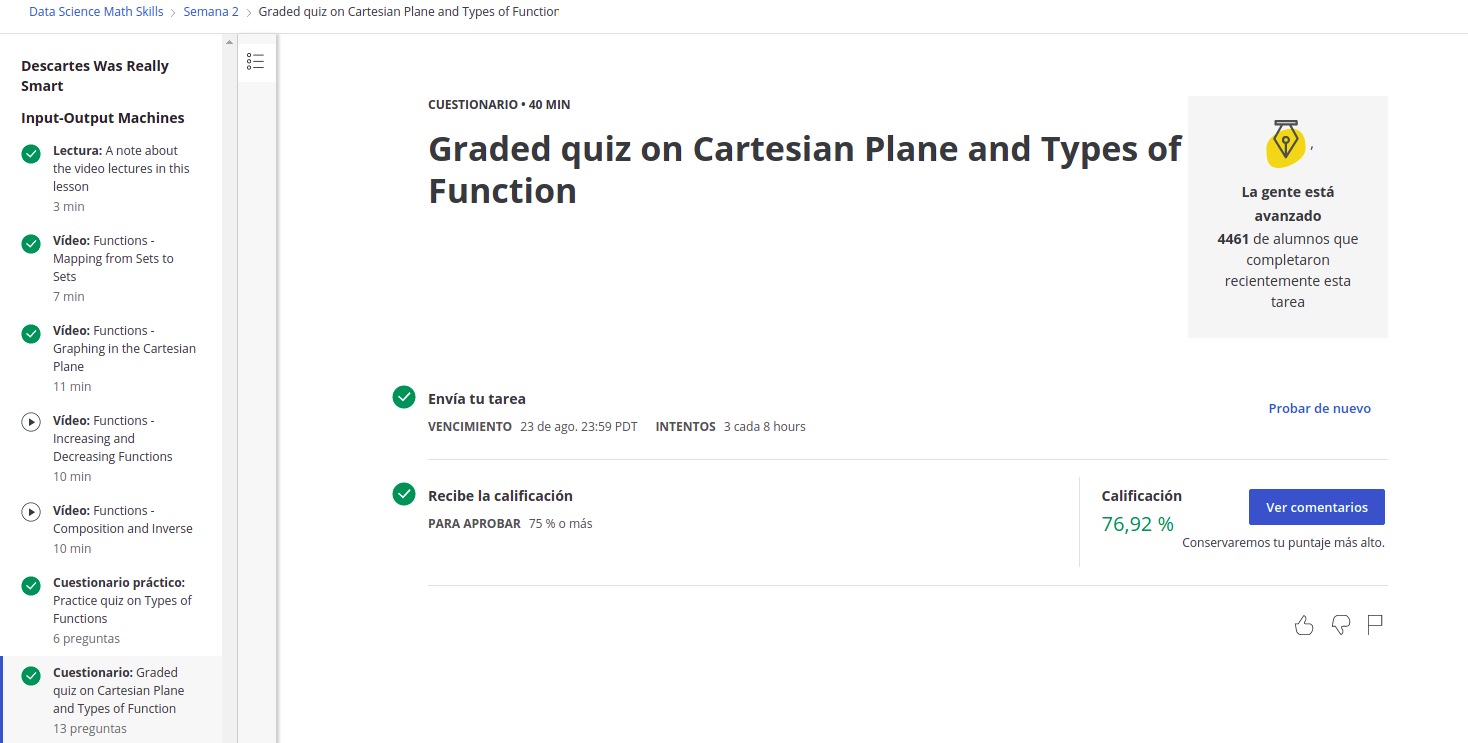 Data Science Math Skills > Semana 2 > Graded quiz on Cartesian Plane and Types of Function
Descartes Was Really
Smart
Input-Output Machines
Lectura: A note about
the video lectures in this
lesson
3 min
Vídeo: Functions -
Mapping from Sets to
Sets
7 min
Vídeo: Functions -
Graphing in the Cartesian
Plane
11 min
Vídeo: Functions -
Increasing and
Decreasing Functions
10 min
Vídeo: Functions -
Composition and Inverse
10 min
Cuestionario práctico:
Practice quiz on Types of
Functions
6 preguntas
Cuestionario: Graded
quiz on Cartesian Plane
and Types of Function
13 preguntas
CUESTIONARIO • 40 MIN
Graded quiz on Cartesian Plane and Types of
Function
,
La gente está
avanzado
4461 de alumnos que
completaron
recientemente esta
tarea
Envía tu tarea
VENCIMIENTO 23 de ago. 23:59 PDT INTENTOS 3 cada 8 hours
Probar de nuevo
Recibe la calificación
PARA APROBAR 75 % o más
Calificación
76,92 %
Ver comentarios
Conservaremos tu puntaje más alto.